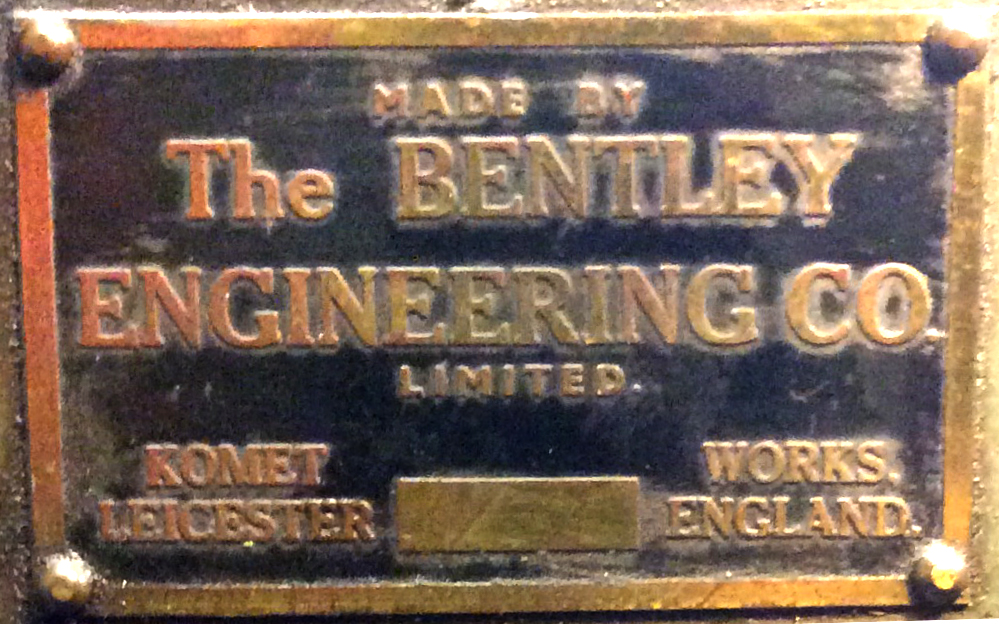 MADE BY
The BENTLEY
ENGINEERING CO.
LIMITED.
KOMET WORKS.
LEICESTER ENGLAND.